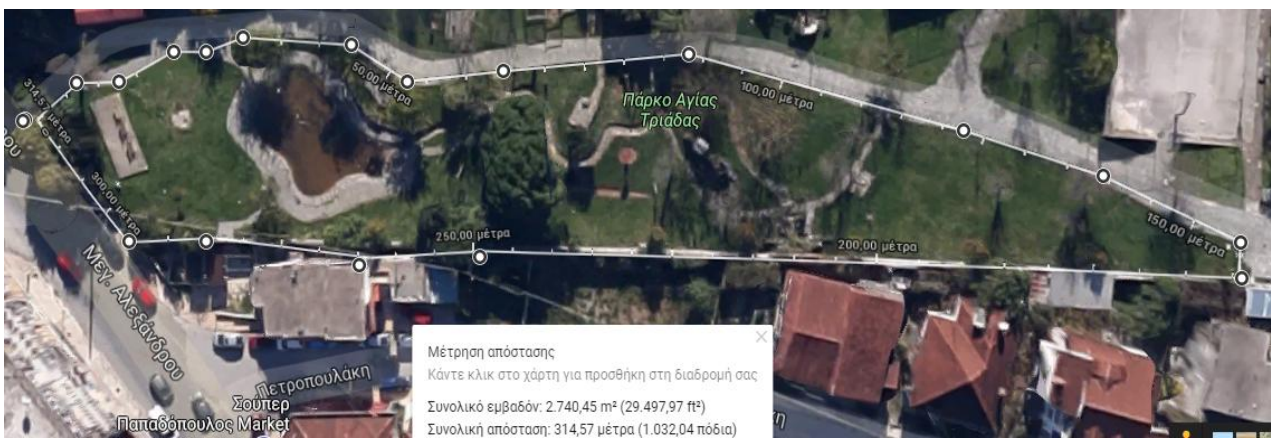 50,00 μέτρα
100,00 μέτρα
314,57 μέτρα
Πάρκο Αγίας
Τριάδας
300,00 μέτρα
150,00 μέτρα
250,00 μέτρα
200,00 μέτρα
Μεγ. Αλεξάνδρου
Πετροπουλάκη
Σούπερ
Παπαδόπουλος Market
Μέτρηση απόστασης
Κάντε κλικ στο χάρτη για προσθήκη στη διαδρομή σας
Συνολικό εμβαδόν: 2.740,45 m² (29.497,97 ft²)
Συνολική απόσταση: 314,57 μέτρα (1.032,04 πόδια)